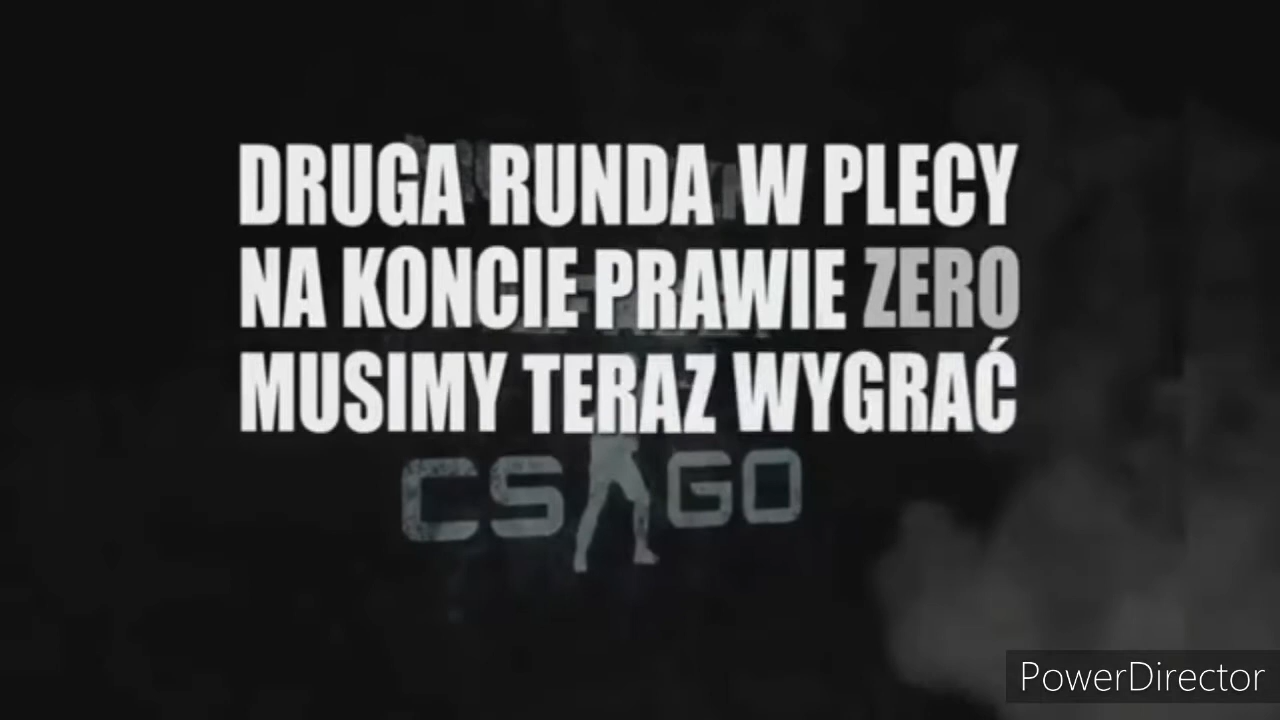 DRUGA RUNDA W PLECY
NA KONCIE PRAWIE ZERO
MUSIMY TERAZ WYGRAĆ
CS GO
PowerDirector